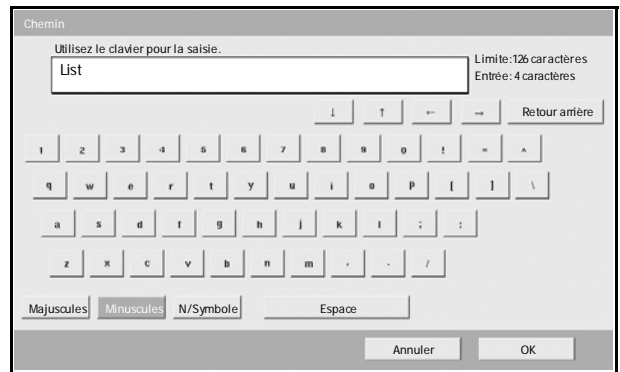 Chemin
Utilisez le clavier pour la saisie.
List
Limite:126 caractères
Entrée: 4 caractères
↓ ↑ ← → Retour arrière
1 2 3 4 5 6 7 8 9 0 ! = ^
q w e r t y u i o p [ ] \
a s d f g h j k l ; :
z x c v b n m , . /
Majuscules Minuscules N/Symbole Espace
Annuler OK